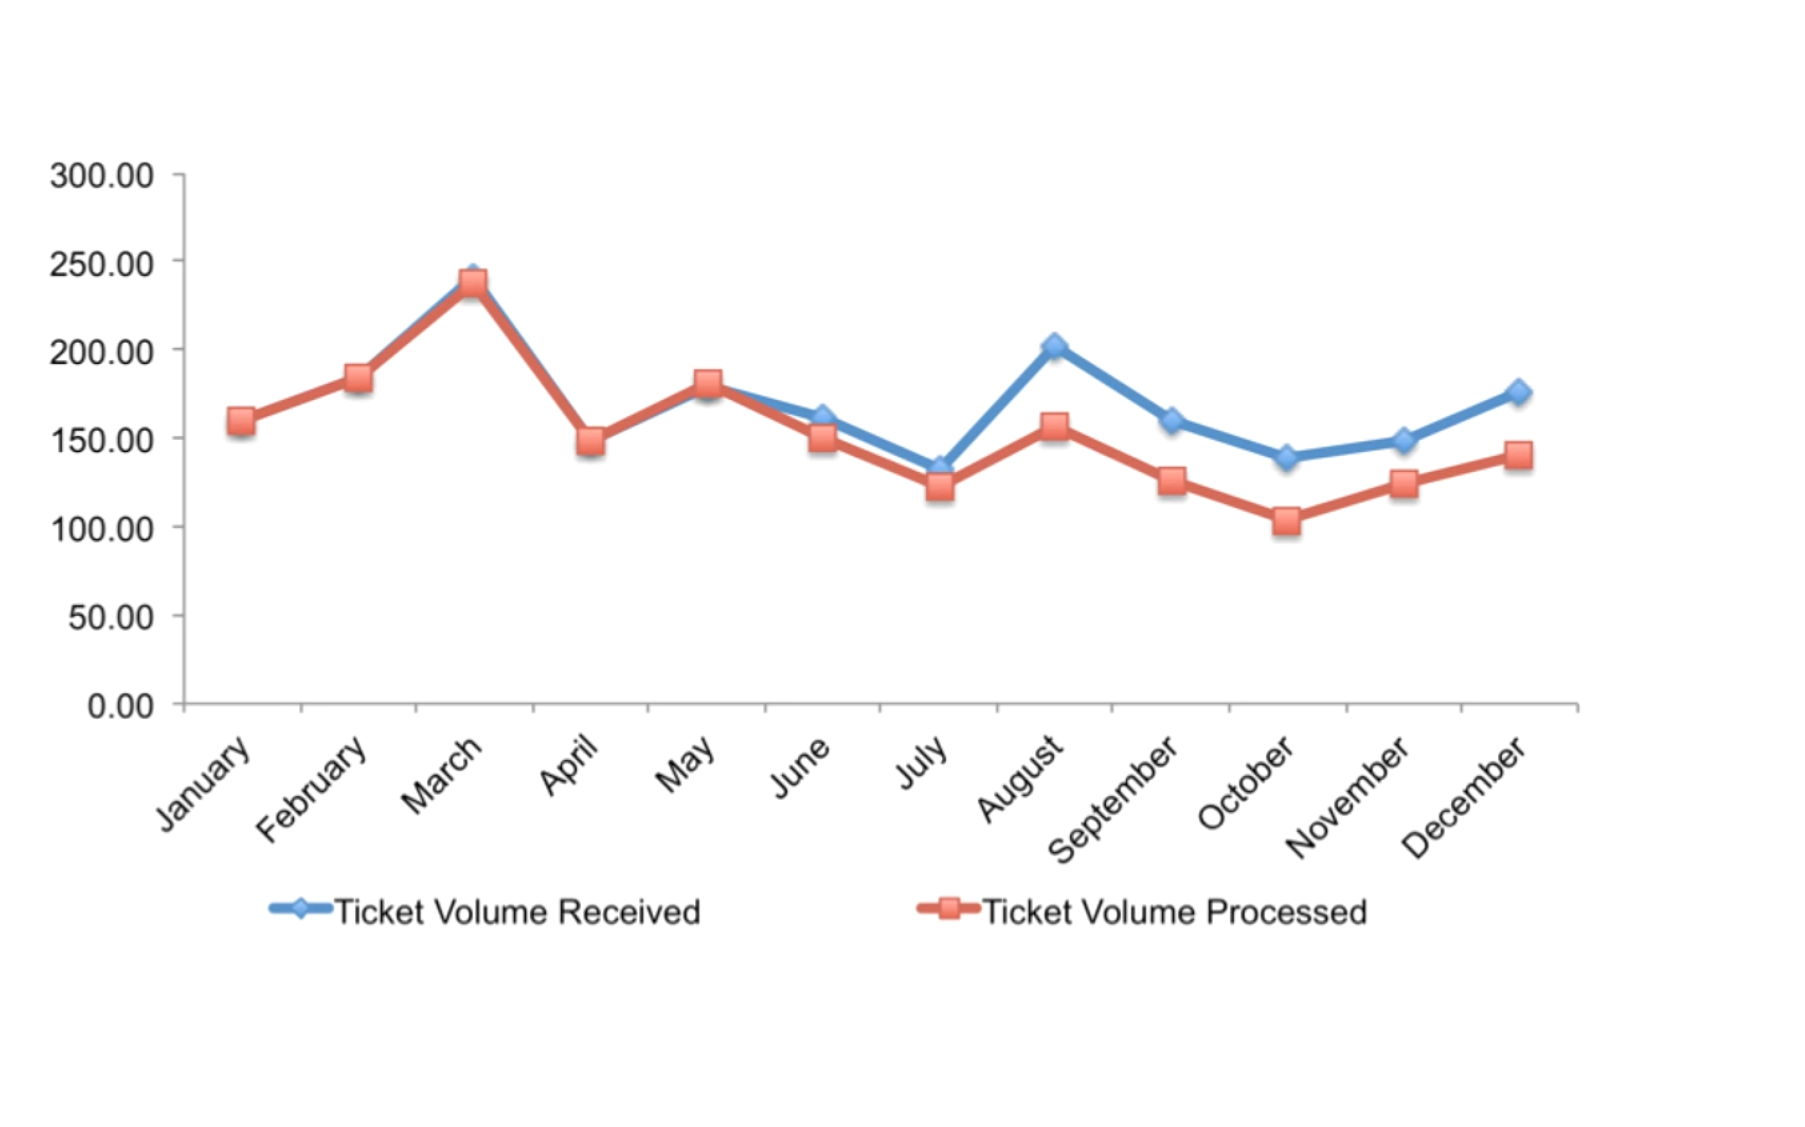 300.00
250.00
200.00
150.00
100.00
50.00
0.00
January
February
March
April
May
June
July
August
September
October
November
December
Ticket Volume Received
Ticket Volume Processed